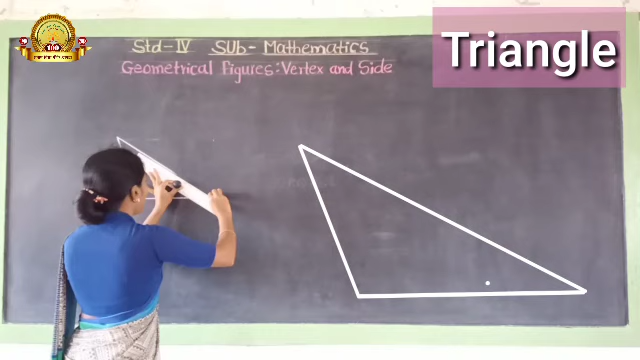 Std-IV SUb- Mathematics
Geometrical Figures: Vertex and Side
Triangle